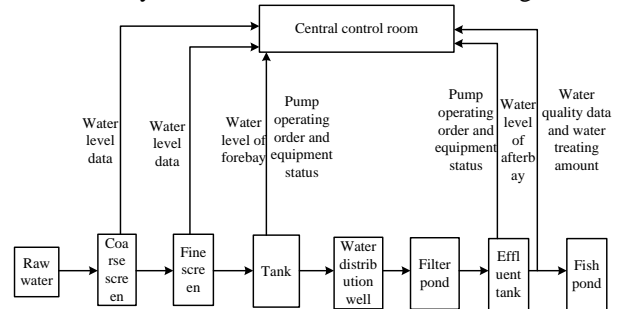 Central control room
Water
level
data
Water
level
data
Water
level of
forebay
Pump
operating
order and
equipment
status
Pump
operating
order and
equipment
status
Water
level
of
afterb
ay
Water
quality data
and water
treating
amount
Raw
water
Coa
rse
scre
en
Fine
scre
en
Tank
Water
distrib
ution
well
Filter
pond
Effl
uent
tank
Fish
pond